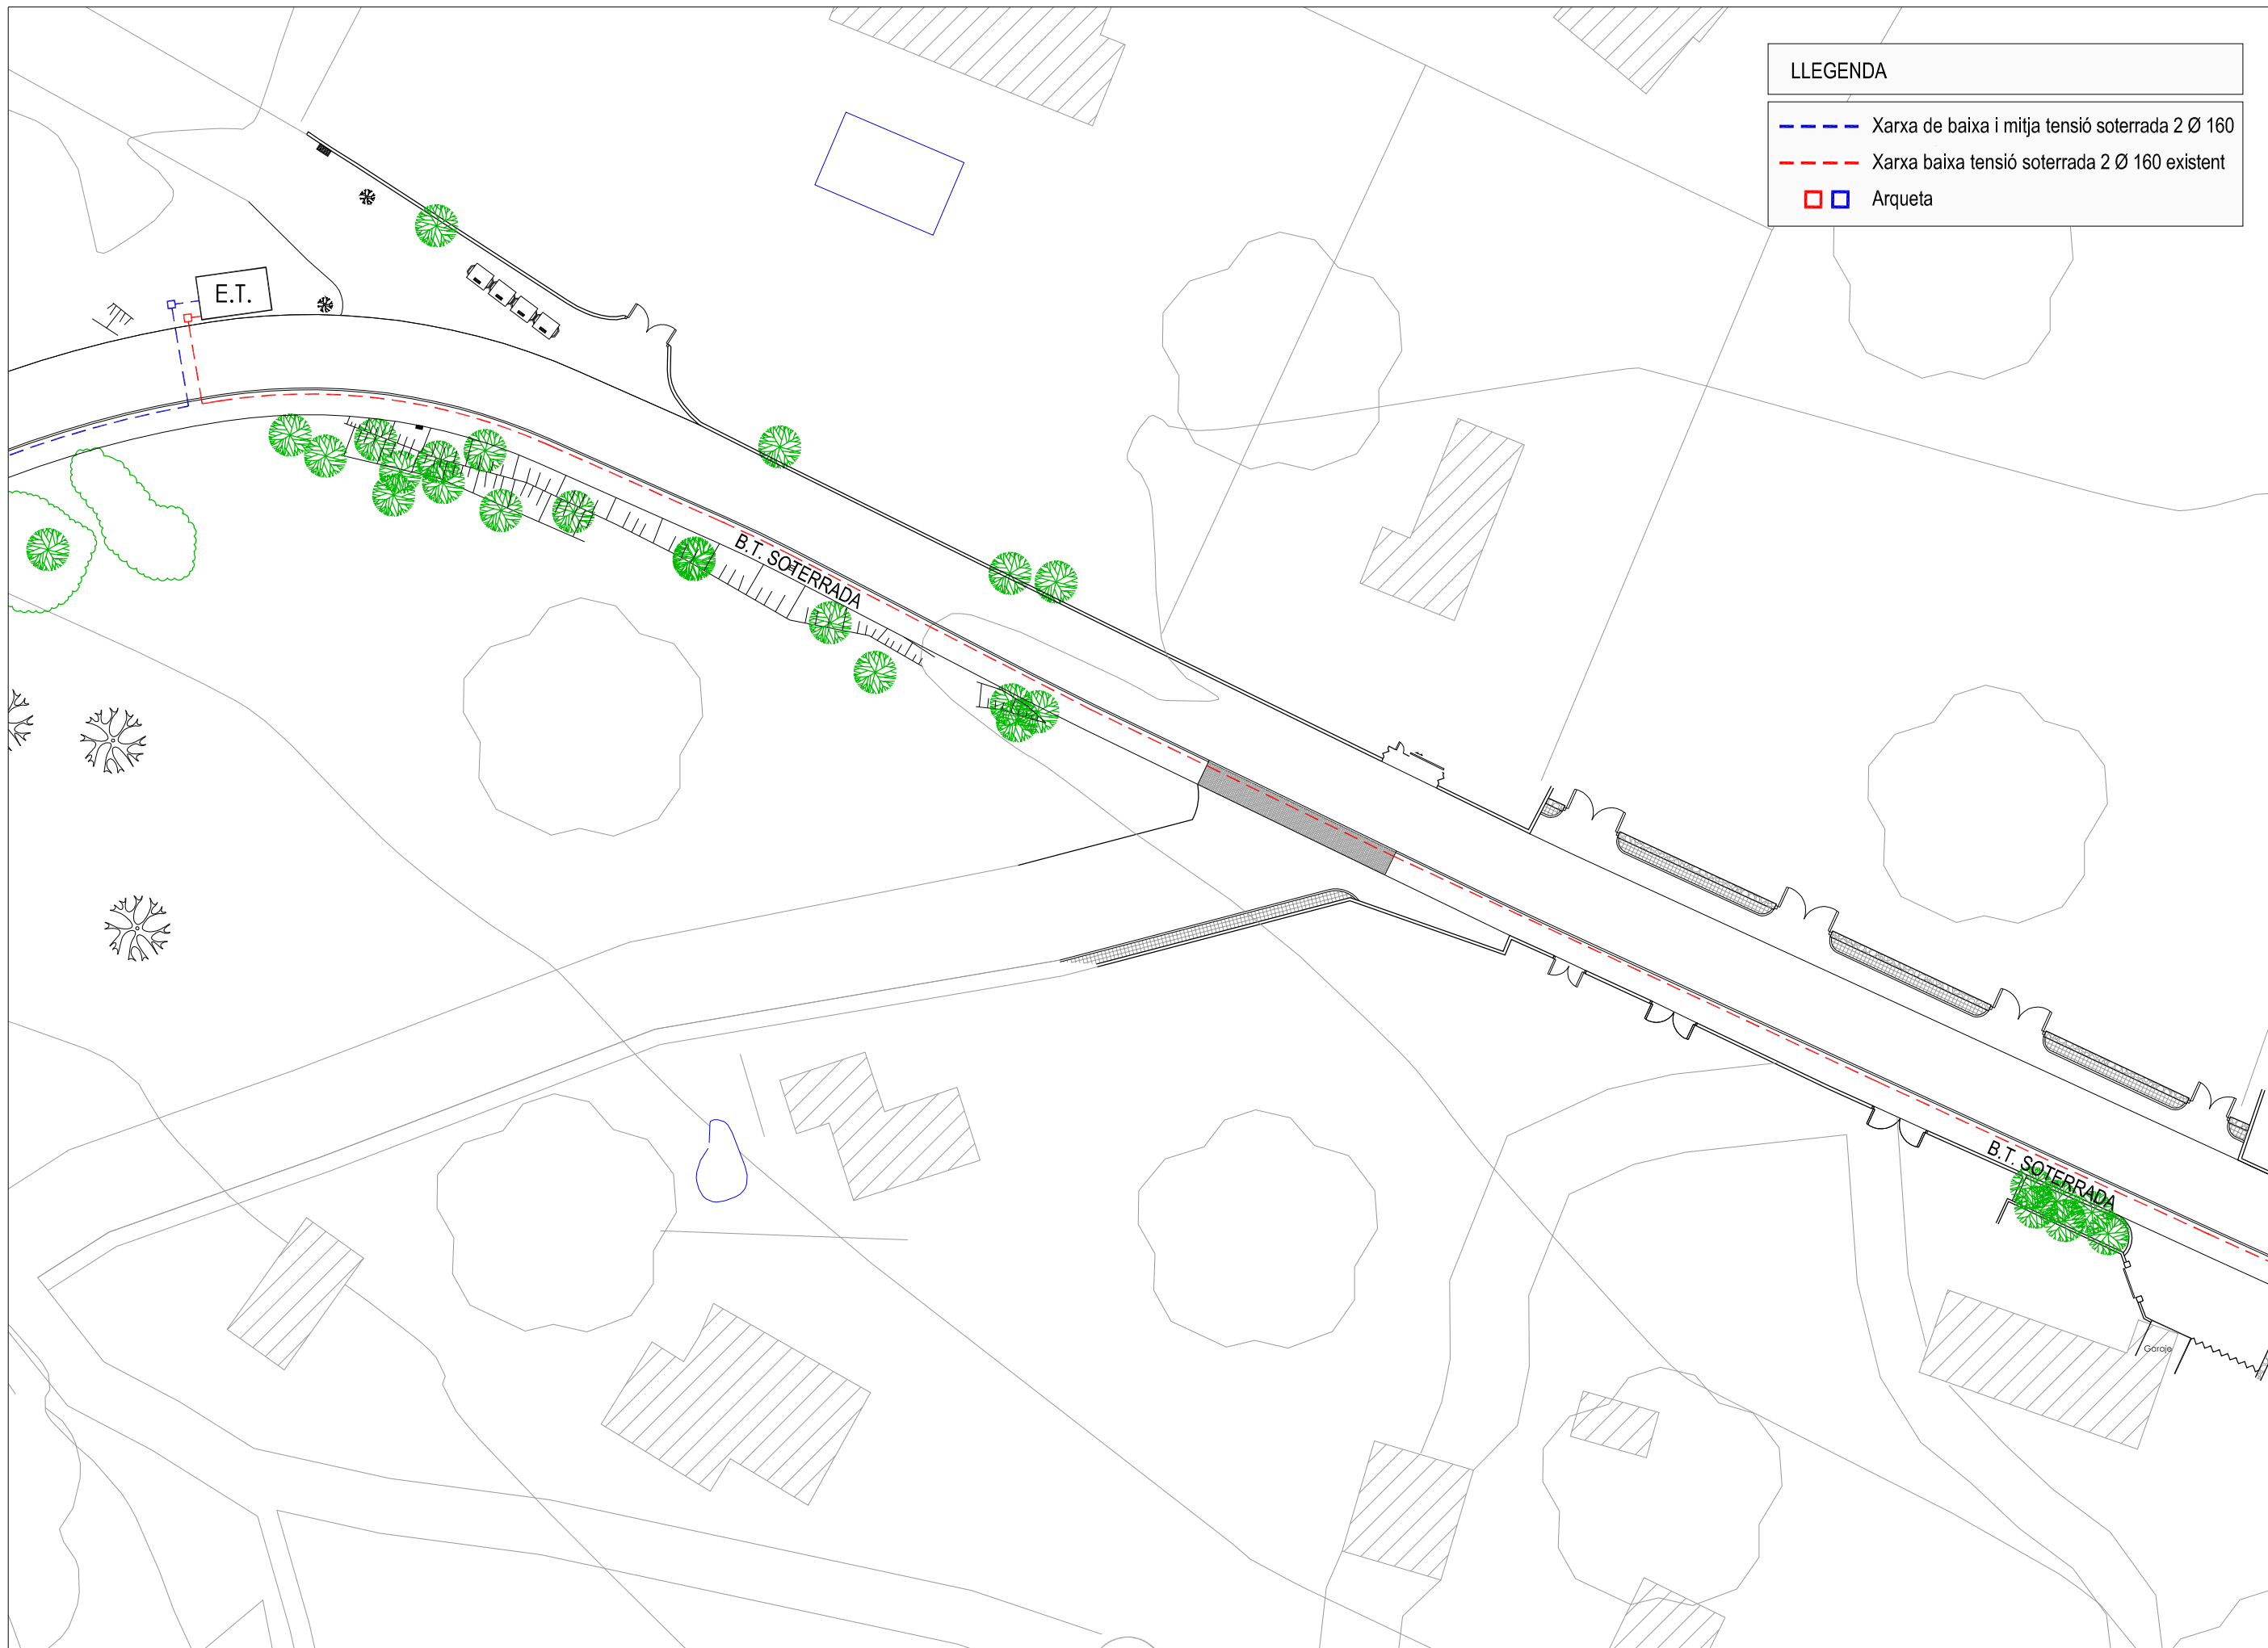 LLEGENDA
Xarxa de baixa i mitja tensió soterrada 2 Ø 160
Xarxa baixa tensió soterrada 2 Ø 160 existent
Arqueta
E.T.
B.T. SOTERRADA
B.T. SOTERRADA
Garaje